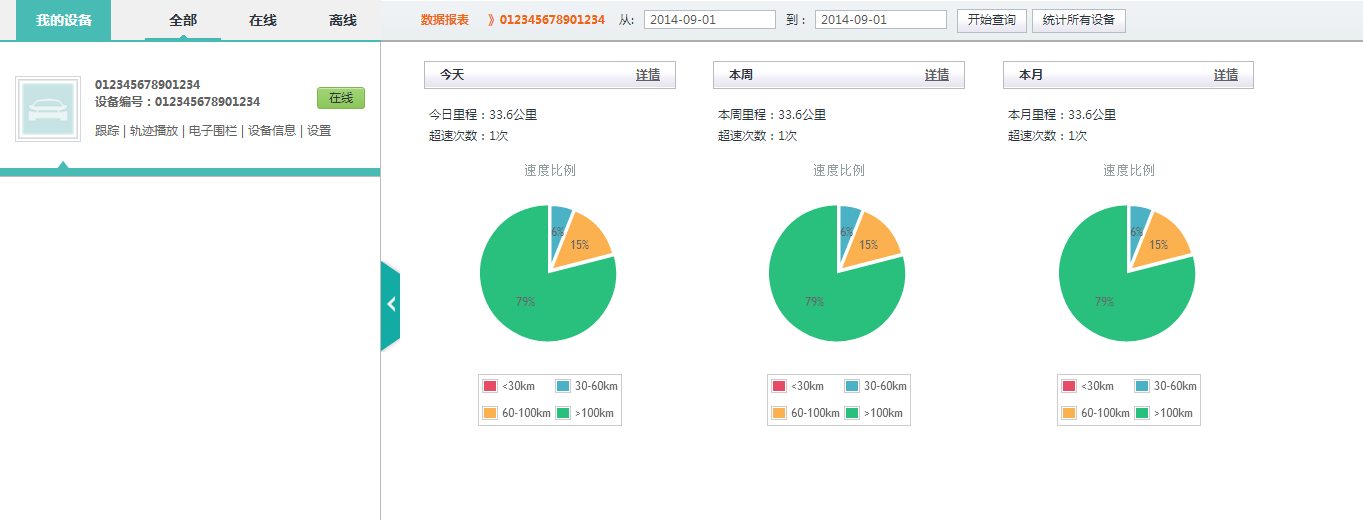 我的设备 全部 在线 离线
数据报表 》012345678901234 从: 2014-09-01 到: 2014-09-01 开始查询 统计所有设备
012345678901234
设备编号：012345678901234
在线
跟踪 | 轨迹播放 | 电子围栏 | 设备信息 | 设置
今天 详情
今日里程：33.6公里
超速次数：1次
速度比例
6%
15%
79%
<30km 30-60km
60-100km >100km
本周 详情
本周里程：33.6公里
超速次数：1次
速度比例
6%
15%
79%
<30km 30-60km
60-100km >100km
本月 详情
本月里程：33.6公里
超速次数：1次
速度比例
6%
15%
79%
<30km 30-60km
60-100km >100km